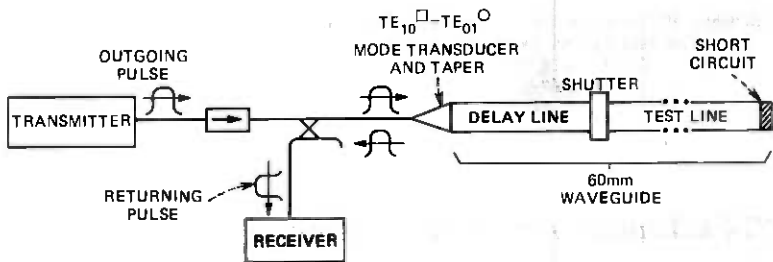 TE10□–TE01○
MODE TRANSDUCER
AND TAPER
OUTGOING
PULSE
SHORT
CIRCUIT
SHUTTER
TRANSMITTER
DELAY LINE
TEST LINE
RETURNING
PULSE
60mm
WAVEGUIDE
RECEIVER